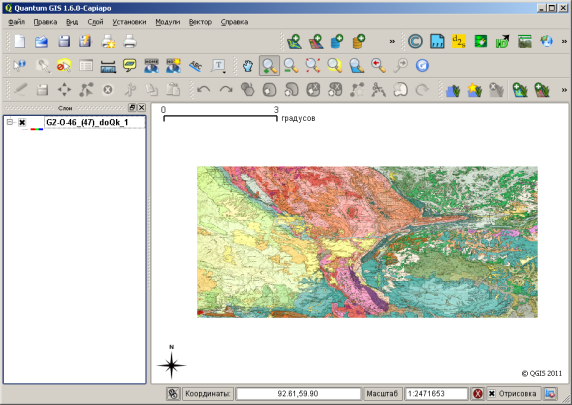 Quantum GIS 1.6.0-Capiapo
Файл Правка Вид Слой Установки Модули Вектор Справка
Слои
G2-O-46_(47)_doQk_1
0 3
градусов
N
© QGIS 2011
Координаты: 92.61,59.90 Масштаб 1:2471653 Отрисовка